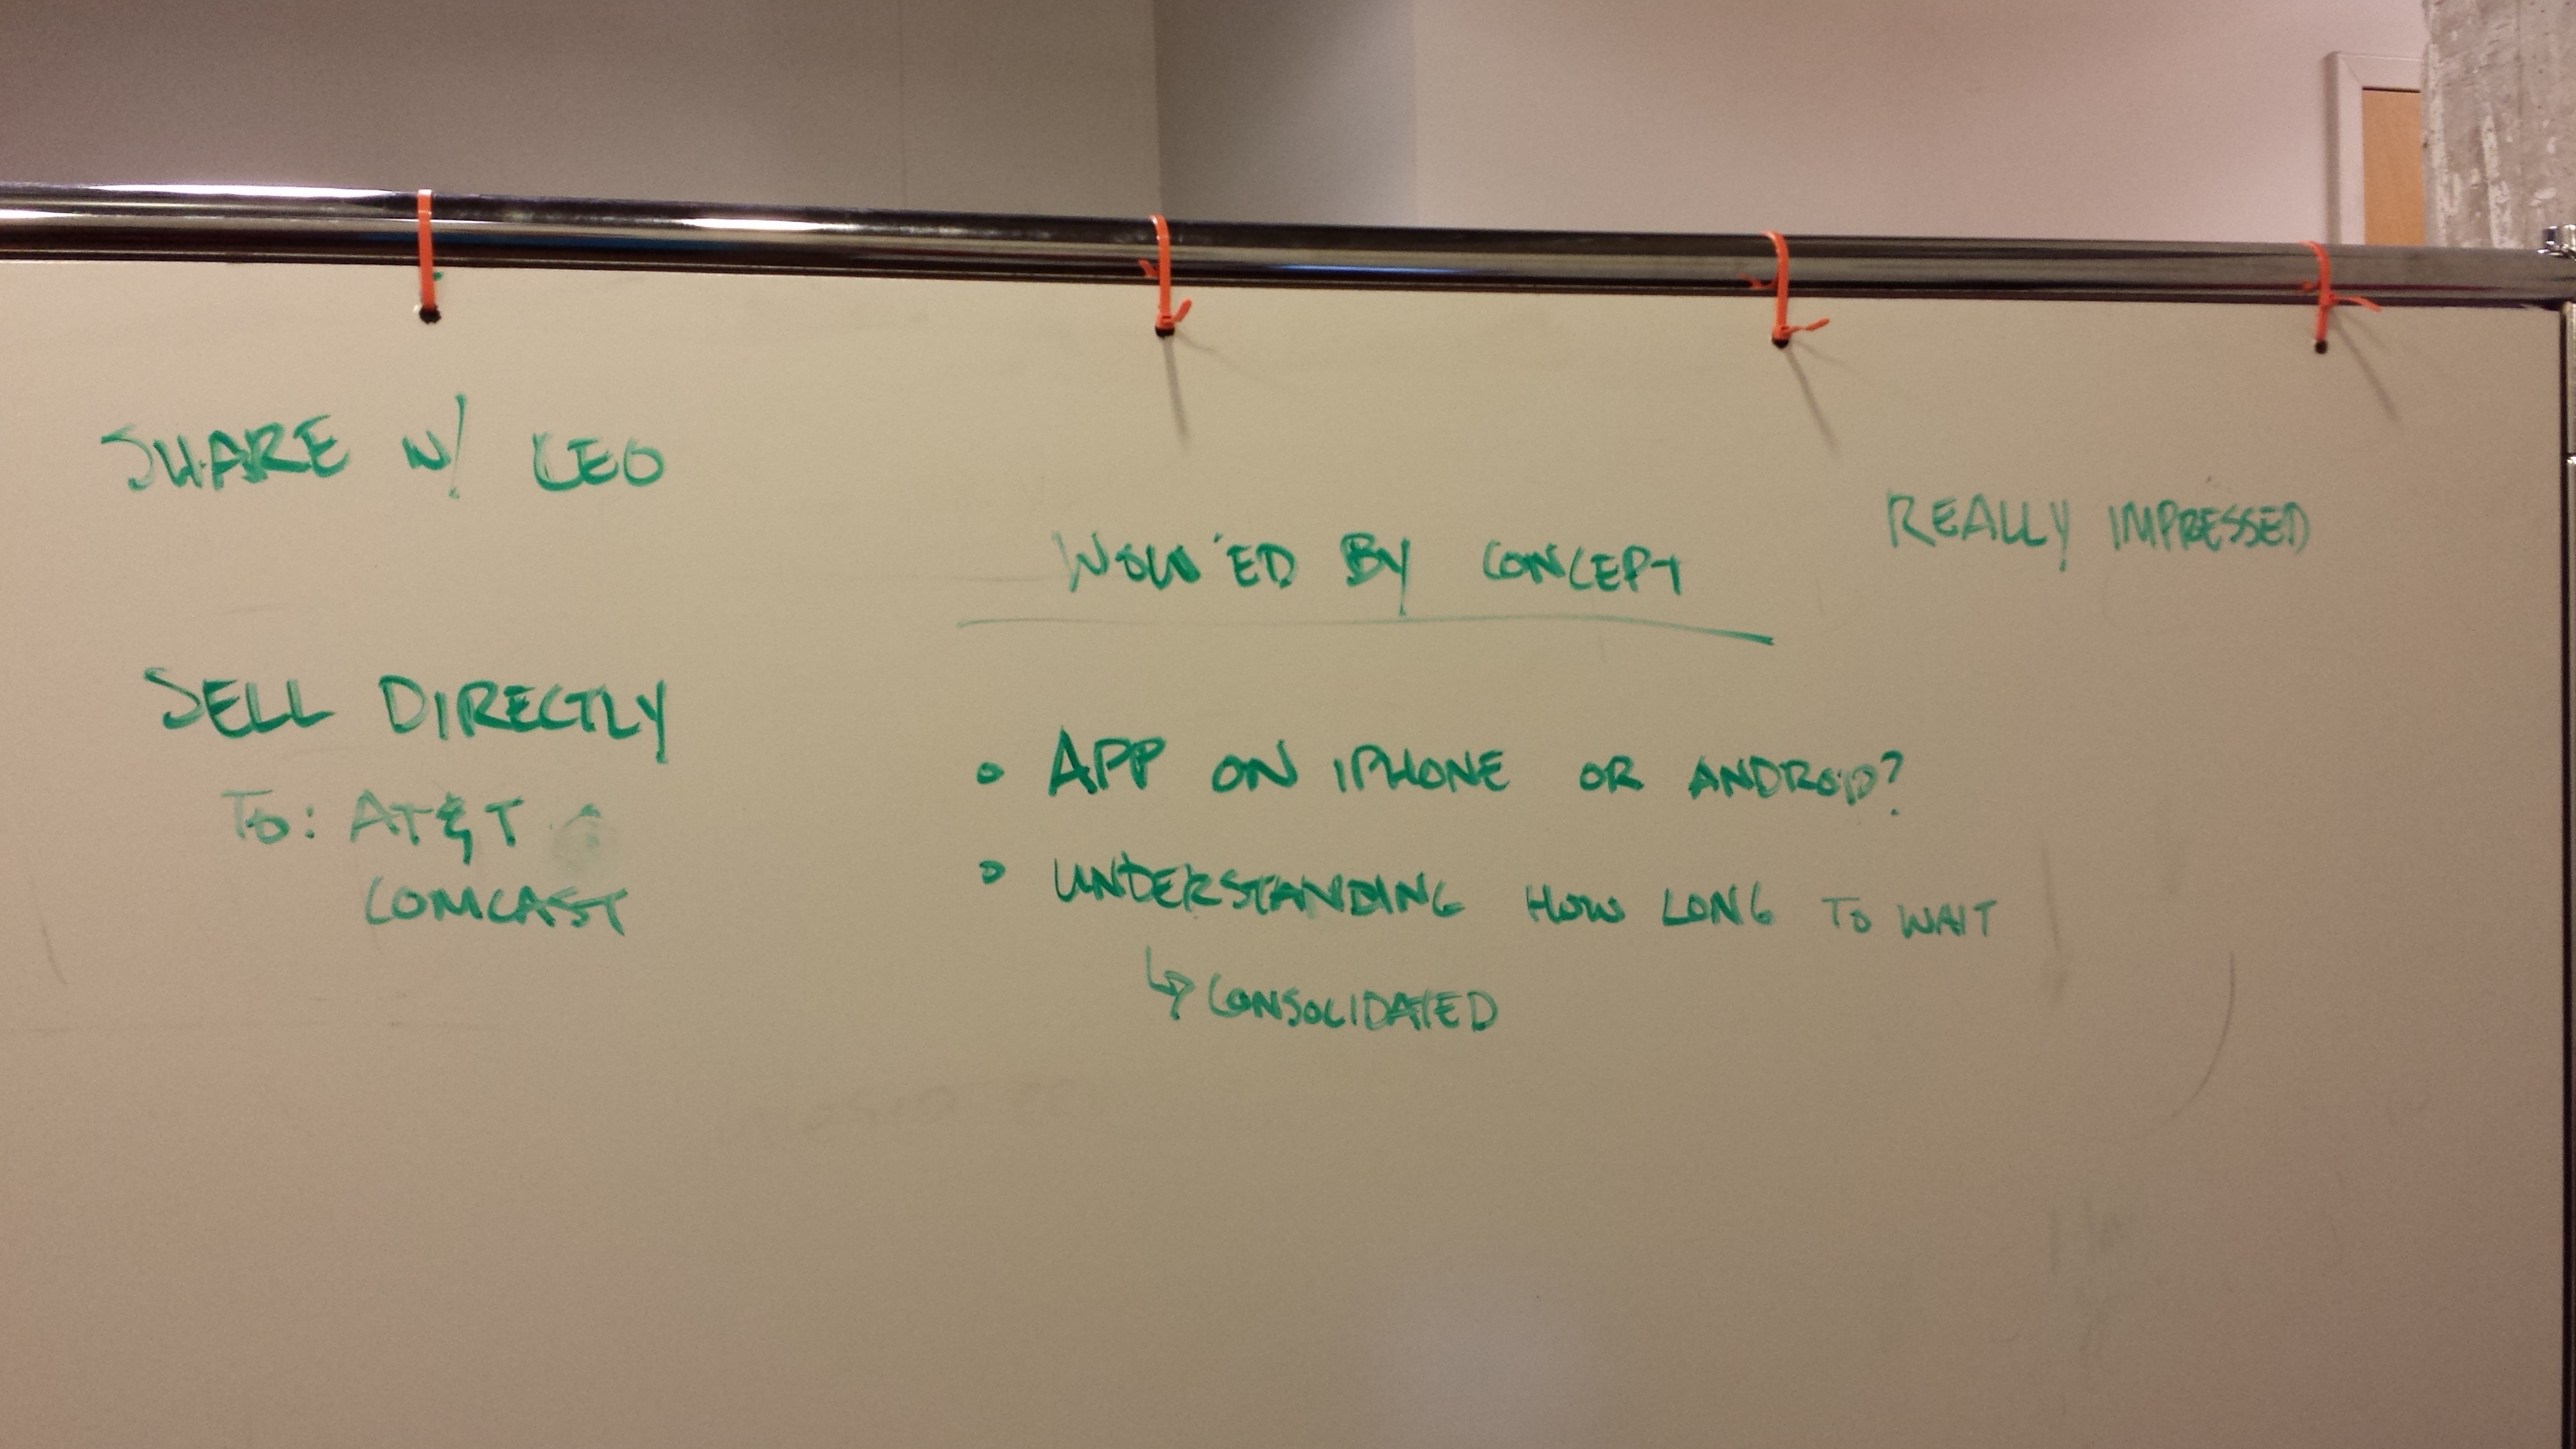 SHARE W/ CEO
SELL DIRECTLY
TO: AT&T
COMCAST
WOW'ED BY CONCEPT
• APP ON IPHONE OR ANDROID?
• UNDERSTANDING HOW LONG TO WAIT
↳ CONSOLIDATED
REALLY IMPRESSED